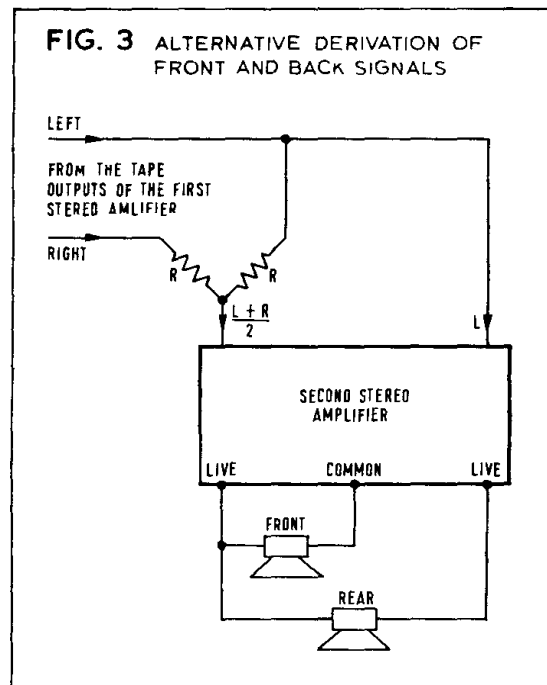 FIG. 3 ALTERNATIVE DERIVATION OF
FRONT AND BACK SIGNALS
LEFT
FROM THE TAPE
OUTPUTS OF THE FIRST
STEREO AMLIFIER
RIGHT
R
R
L + R
2
L
SECOND STEREO
AMPLIFIER
LIVE
COMMON
LIVE
FRONT
REAR